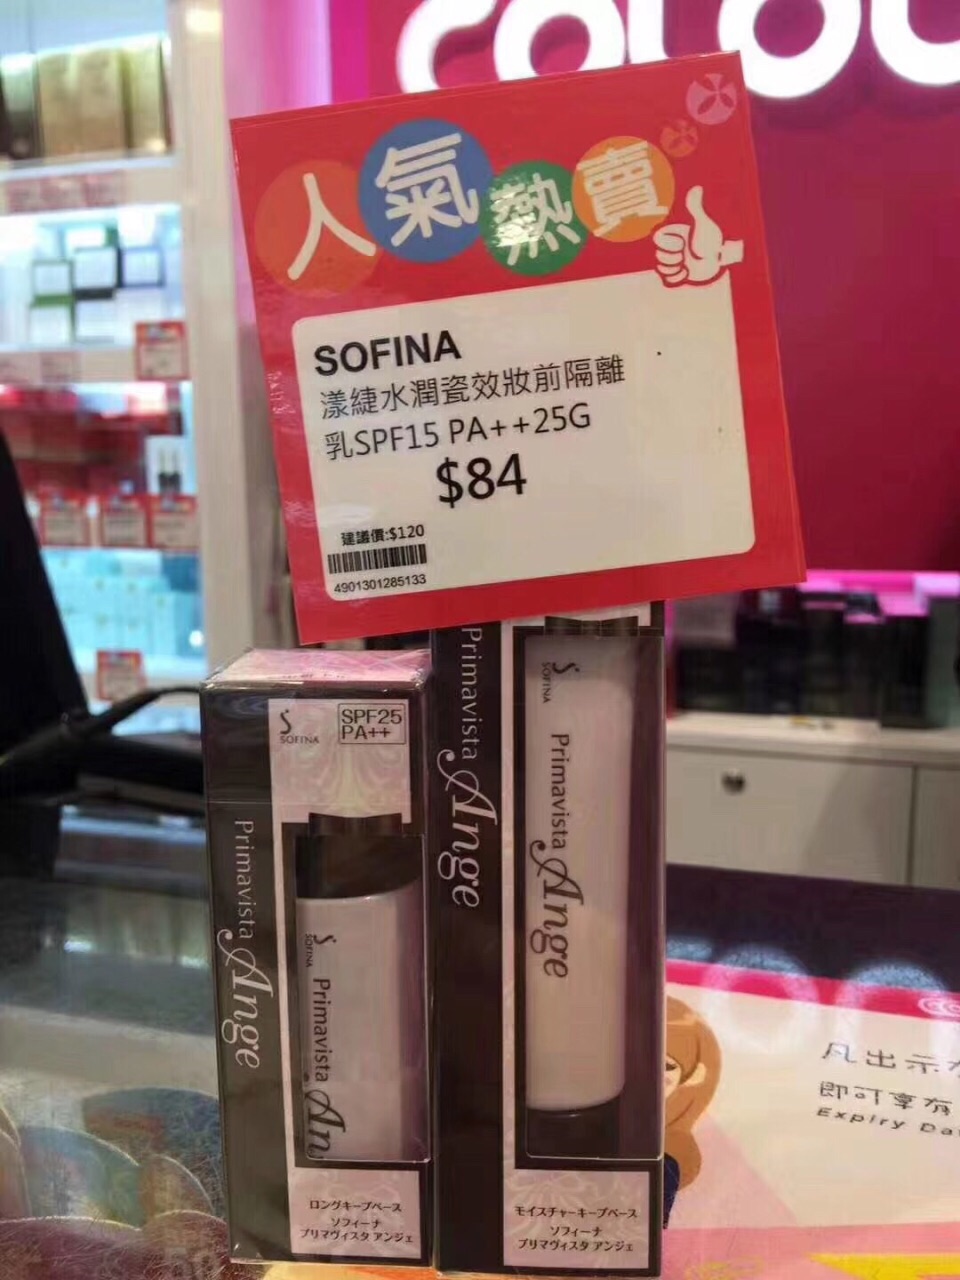 COLOU
人氣熱賣
SOFINA
漾緁水潤瓷效妝前隔離
乳SPF15 PA++25G
$84
建議價:$120
4901301285133
SOFINA
SPF25
PA++
Primavista
Ange
SOFINA
Primavista
An
ロングキープベース
ソフィーナ
プリマヴィスタ アンジェ
Primavista
Ange
SOFINA
Primavista
Ange
モイスチャーキープベース
ソフィーナ
プリマヴィスタ アンジェ
凡出示
即可享有
Expiry Da